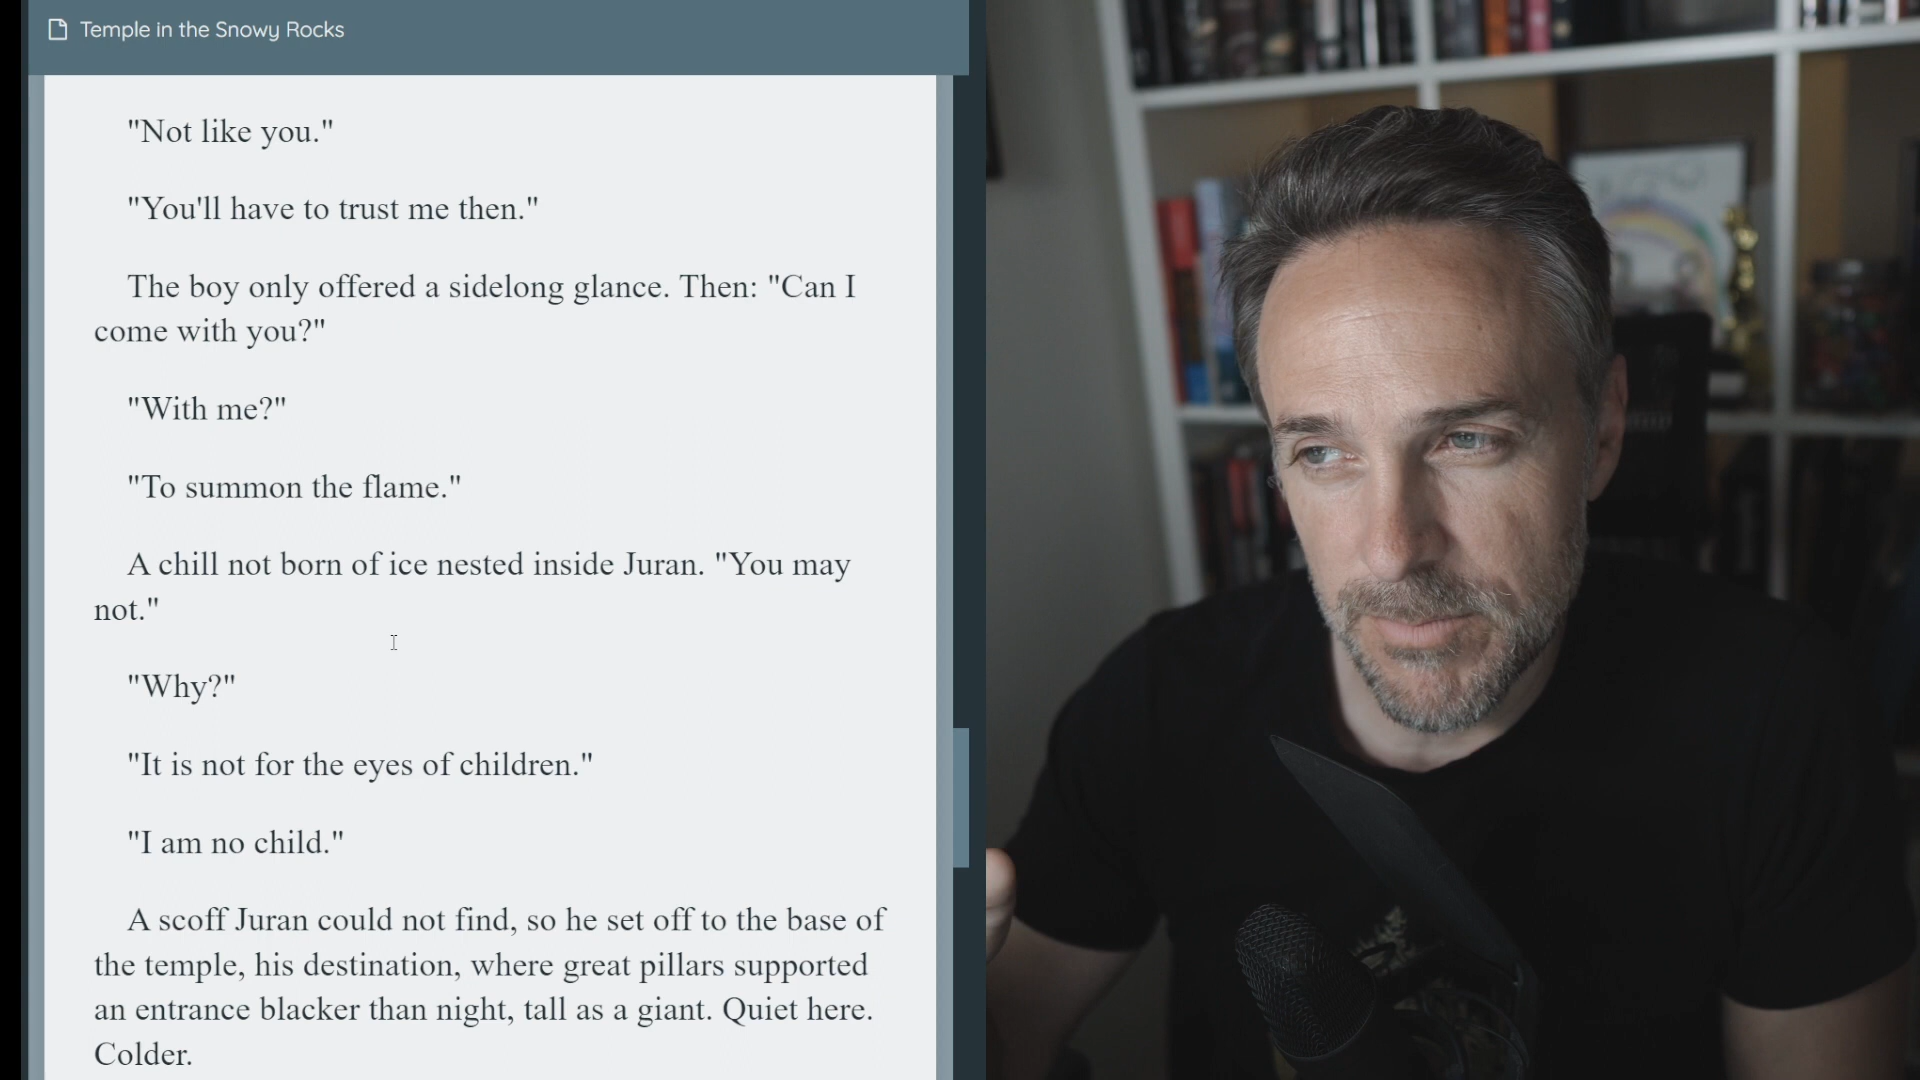 Temple in the Snowy Rocks
"Not like you."
"You'll have to trust me then."
The boy only offered a sidelong glance. Then: "Can I
come with you?"
"With me?"
"To summon the flame."
A chill not born of ice nested inside Juran. "You may
not."
"Why?"
"It is not for the eyes of children."
"I am no child."
A scoff Juran could not find, so he set off to the base of
the temple, his destination, where great pillars supported
an entrance blacker than night, tall as a giant. Quiet here.
Colder.